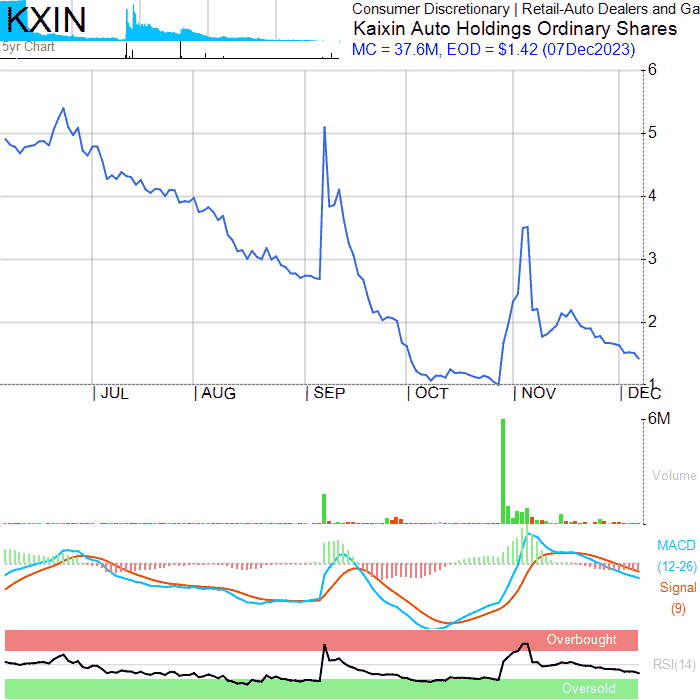 KXIN
5yr Chart
Consumer Discretionary | Retail-Auto Dealers and Ga
Kaixin Auto Holdings Ordinary Shares
MC = 37.6M, EOD = $1.42 (07Dec2023)
6
5
4
3
2
1
JUL AUG SEP OCT NOV DEC
6M
Volume
MACD
(12-26)
Signal
(9)
Overbought
RSI(14)
Oversold